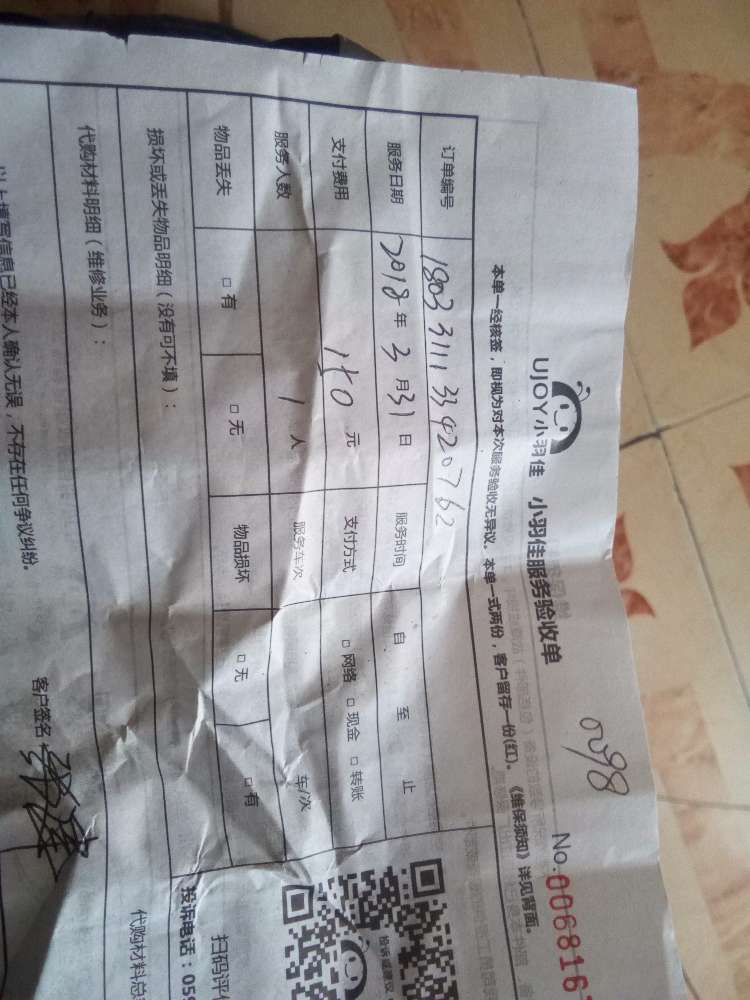 UJOY小羽佳 小羽佳服务验收单
0098
No.006816
本单一经核签，即视为对本次服务验收无异议。本单一式两份，客户留存一份(红)。《维保须知》详见背面。
订单编号 1803311133420762
服务日期 2018年3月31日 服务时间 自 至 止
支付费用 150元 支付方式 □网络 □现金 □转账
服务人数 1人 服务车次 车/次
物品丢失 □有 □无 物品损坏 □无 □有
损坏或丢失物品明细（没有可不填）：
代购材料明细（维修业务）：
以上填写信息已经本人确认无误，不存在任何争议纠纷。
客户签名
扫码评
投诉电话：059
代购材料总